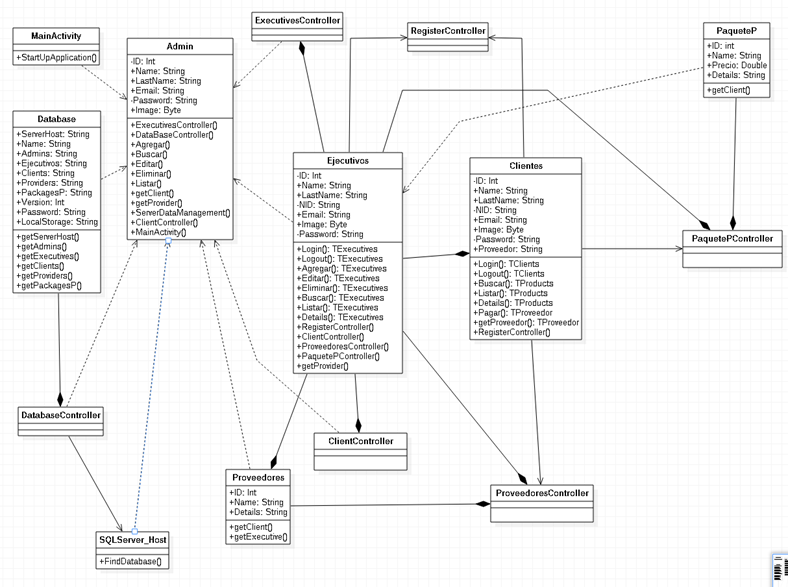 MainActivity
+StartUpApplication()
Admin
-ID: Int
+Name: String
+LastName: String
+Email: String
-Password: String
+Image: Byte
+ExecutivesController()
+DataBaseController()
+Agregar()
+Buscar()
+Editar()
+Eliminar()
+Listar()
+getClient()
+getProvider()
+ServerDataManagement()
+ClientController()
+MainActivity()
ExecutivesController
RegisterController
PaqueteP
+ID: int
+Name: String
+Precio: Double
+Details: String
+getClient()
Database
+ServerHost: String
+Name: String
+Admins: String
+Ejecutivos: String
+Clients: String
+Providers: String
+PackagesP: String
+Version: Int
+Password: String
+LocalStorage: String
+getServerHost()
+getAdmins()
+getExecutives()
+getClients()
+getProviders()
+getPackagesP()
Ejecutivos
-ID: Int
+Name: String
+LastName: String
-NID: String
+Email: String
+Image: Byte
-Password: String
+Login(): TExecutives
+Logout(): TExecutives
+Agregar(): TExecutives
+Editar(): TExecutives
+Eliminar(): TExecutives
+Buscar(): TExecutives
+Listar(): TExecutives
+Details(): TExecutives
+RegisterController()
+ClientController()
+ProveedoresController()
+PaquetePController()
+getProvider()
Clientes
-ID: Int
+Name: String
+LastName: String
-NID: String
+Email: String
+Image: Byte
-Password: String
+Proveedor: String
+Login(): TClients
+Logout(): TClients
+Buscar(): TProducts
+Listar(): TProducts
+Details(): TProducts
+Pagar(): TProveedor
+getProveedor(): TProveedor
+RegisterController()
PaquetePController
DatabaseController
ClientController
Proveedores
+ID: Int
+Name: String
+Details: String
+getClient()
+getExecutive()
ProveedoresController
SQLServer_Host
+FindDatabase()